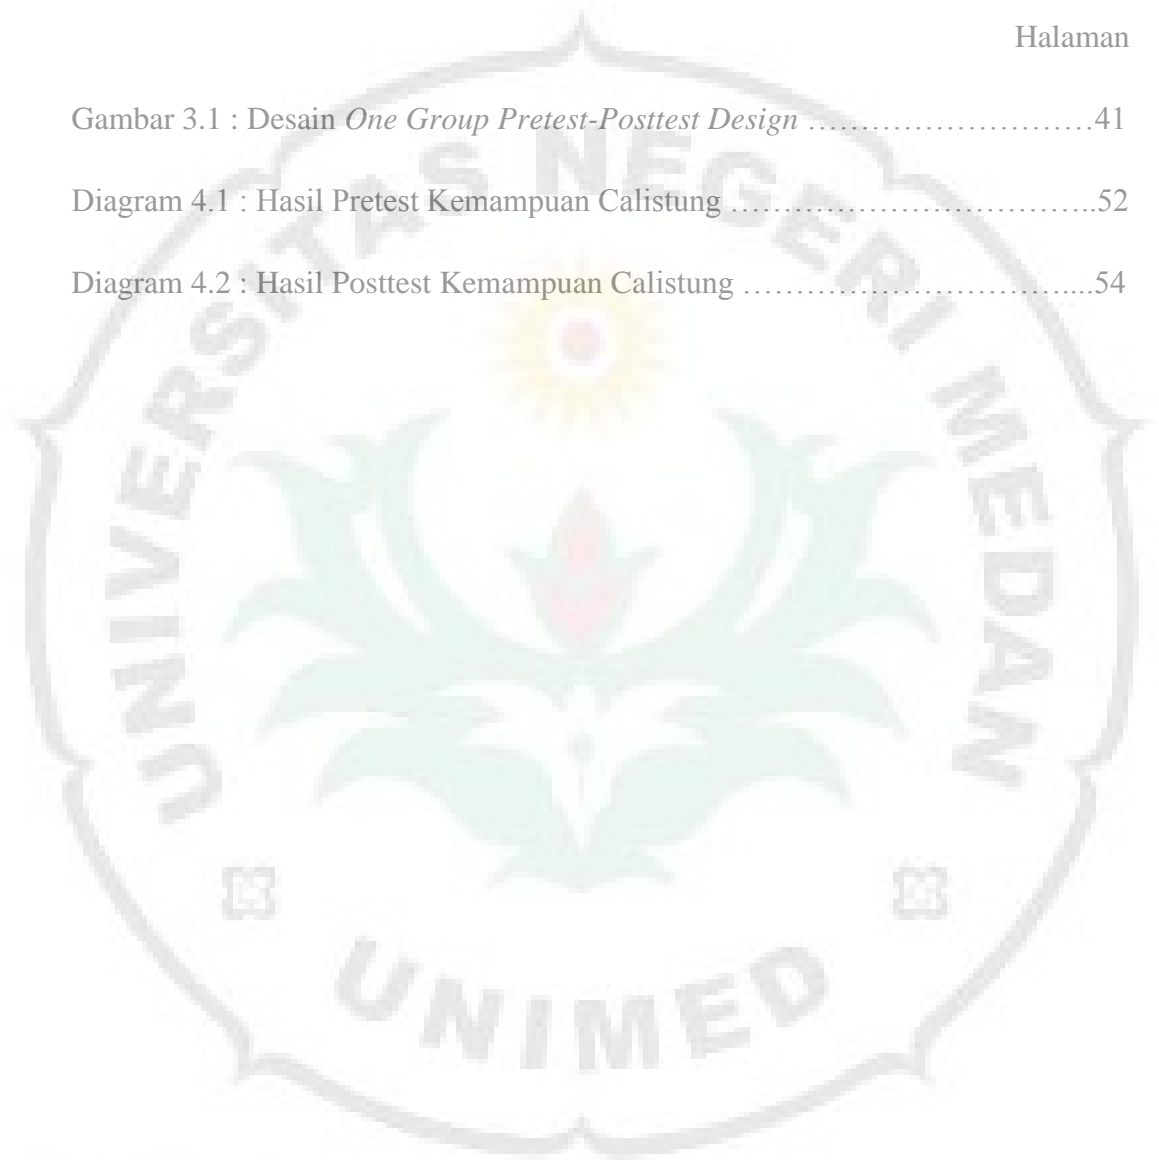 Halaman
Gambar 3.1 : Desain One Group Pretest-Posttest Design ………………………41
Diagram 4.1 : Hasil Pretest Kemampuan Calistung ……………………………..52
Diagram 4.2 : Hasil Posttest Kemampuan Calistung …………………………....54
UNIVERSITAS NEGERI MEDAN
UNIMED